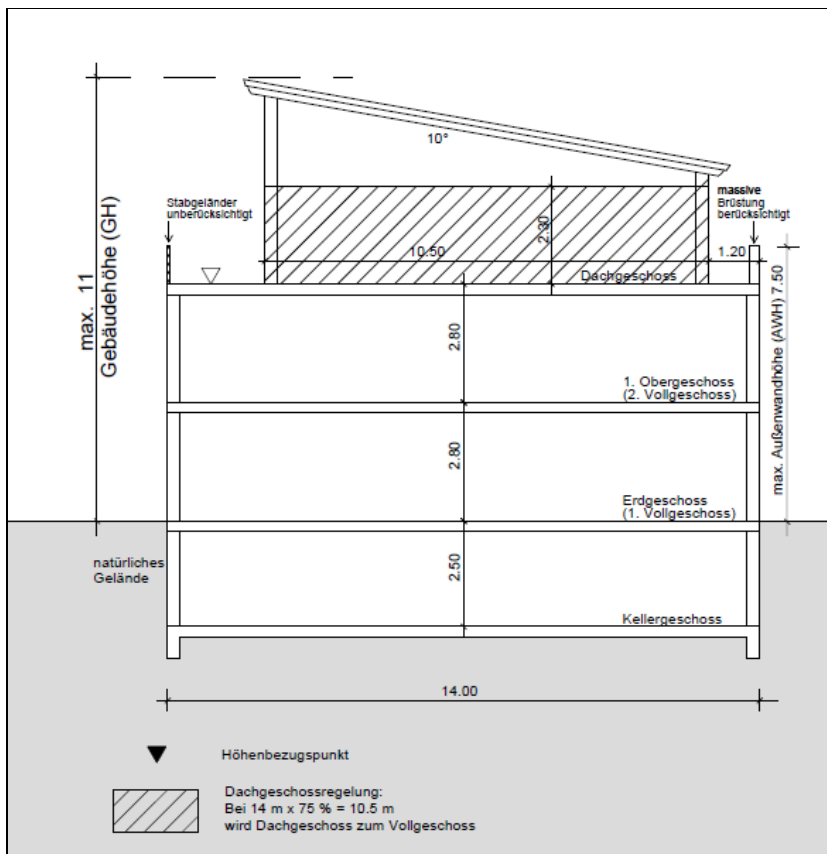 10°
Stabgeländer
unberücksichtigt
massive
Brüstung
berücksichtigt
max. 11
Gebäudehöhe (GH)
10.50
2.30
1.20
Dachgeschoss
max. Außenwandhöhe (AWH) 7.50
2.80
1. Obergeschoss
(2. Vollgeschoss)
2.80
Erdgeschoss
(1. Vollgeschoss)
natürliches
Gelände
2.50
Kellergeschoss
14.00
Höhenbezugspunkt
Dachgeschossregelung:
Bei 14 m x 75 % = 10.5 m
wird Dachgeschoss zum Vollgeschoss